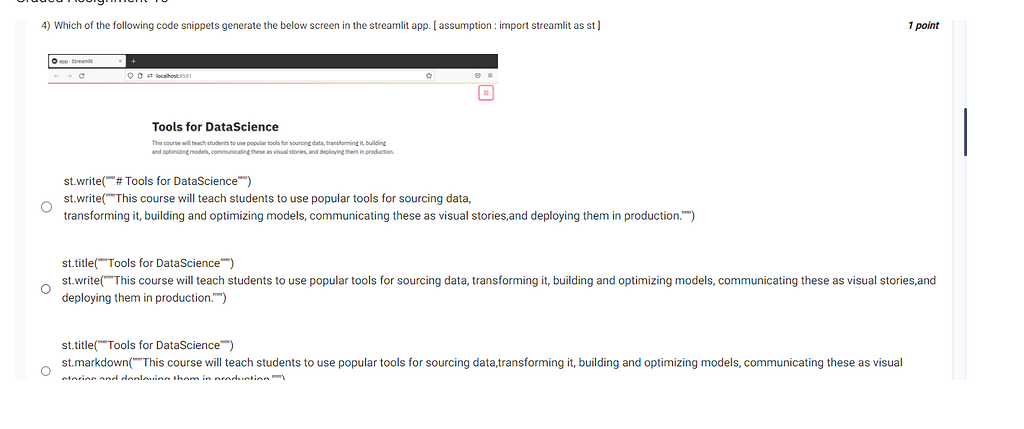 4) Which of the following code snippets generate the below screen in the streamlit app. [ assumption : import streamlit as st ]
1 point
app · Streamlit × +
localhost:8501
Tools for DataScience
This course will teach students to use popular tools for sourcing data, transforming it, building
and optimizing models, communicating these as visual stories, and deploying them in production.
st.write("""# Tools for DataScience""")
st.write("""This course will teach students to use popular tools for sourcing data,
transforming it, building and optimizing models, communicating these as visual stories,and deploying them in production.""")
st.title("""Tools for DataScience""")
st.write("""This course will teach students to use popular tools for sourcing data, transforming it, building and optimizing models, communicating these as visual stories,and
deploying them in production.""")
st.title("""Tools for DataScience""")
st.markdown("""This course will teach students to use popular tools for sourcing data,transforming it, building and optimizing models, communicating these as visual
stories and deploying them in production.""")